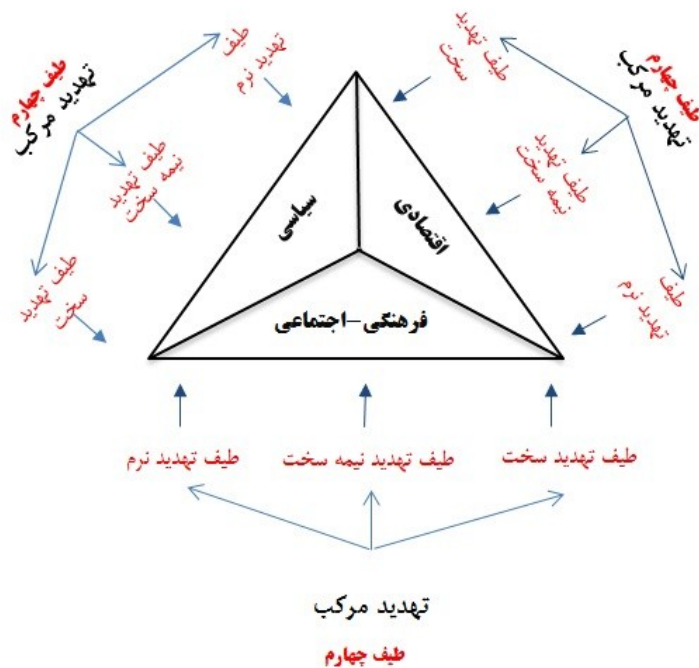 طیف تهدید
سخت
طیف چهارم
تهدید مرکب
طیف تهدید
نیمه سخت
طیف
تهدید نرم
طیف
تهدید نرم
طیف چهارم
تهدید مرکب
طیف تهدید
نیمه سخت
طیف تهدید
سخت
اقتصادی
سیاسی
فرهنگی-اجتماعی
طیف تهدید سخت
طیف تهدید نیمه سخت
طیف تهدید نرم
تهدید مرکب
طیف چهارم